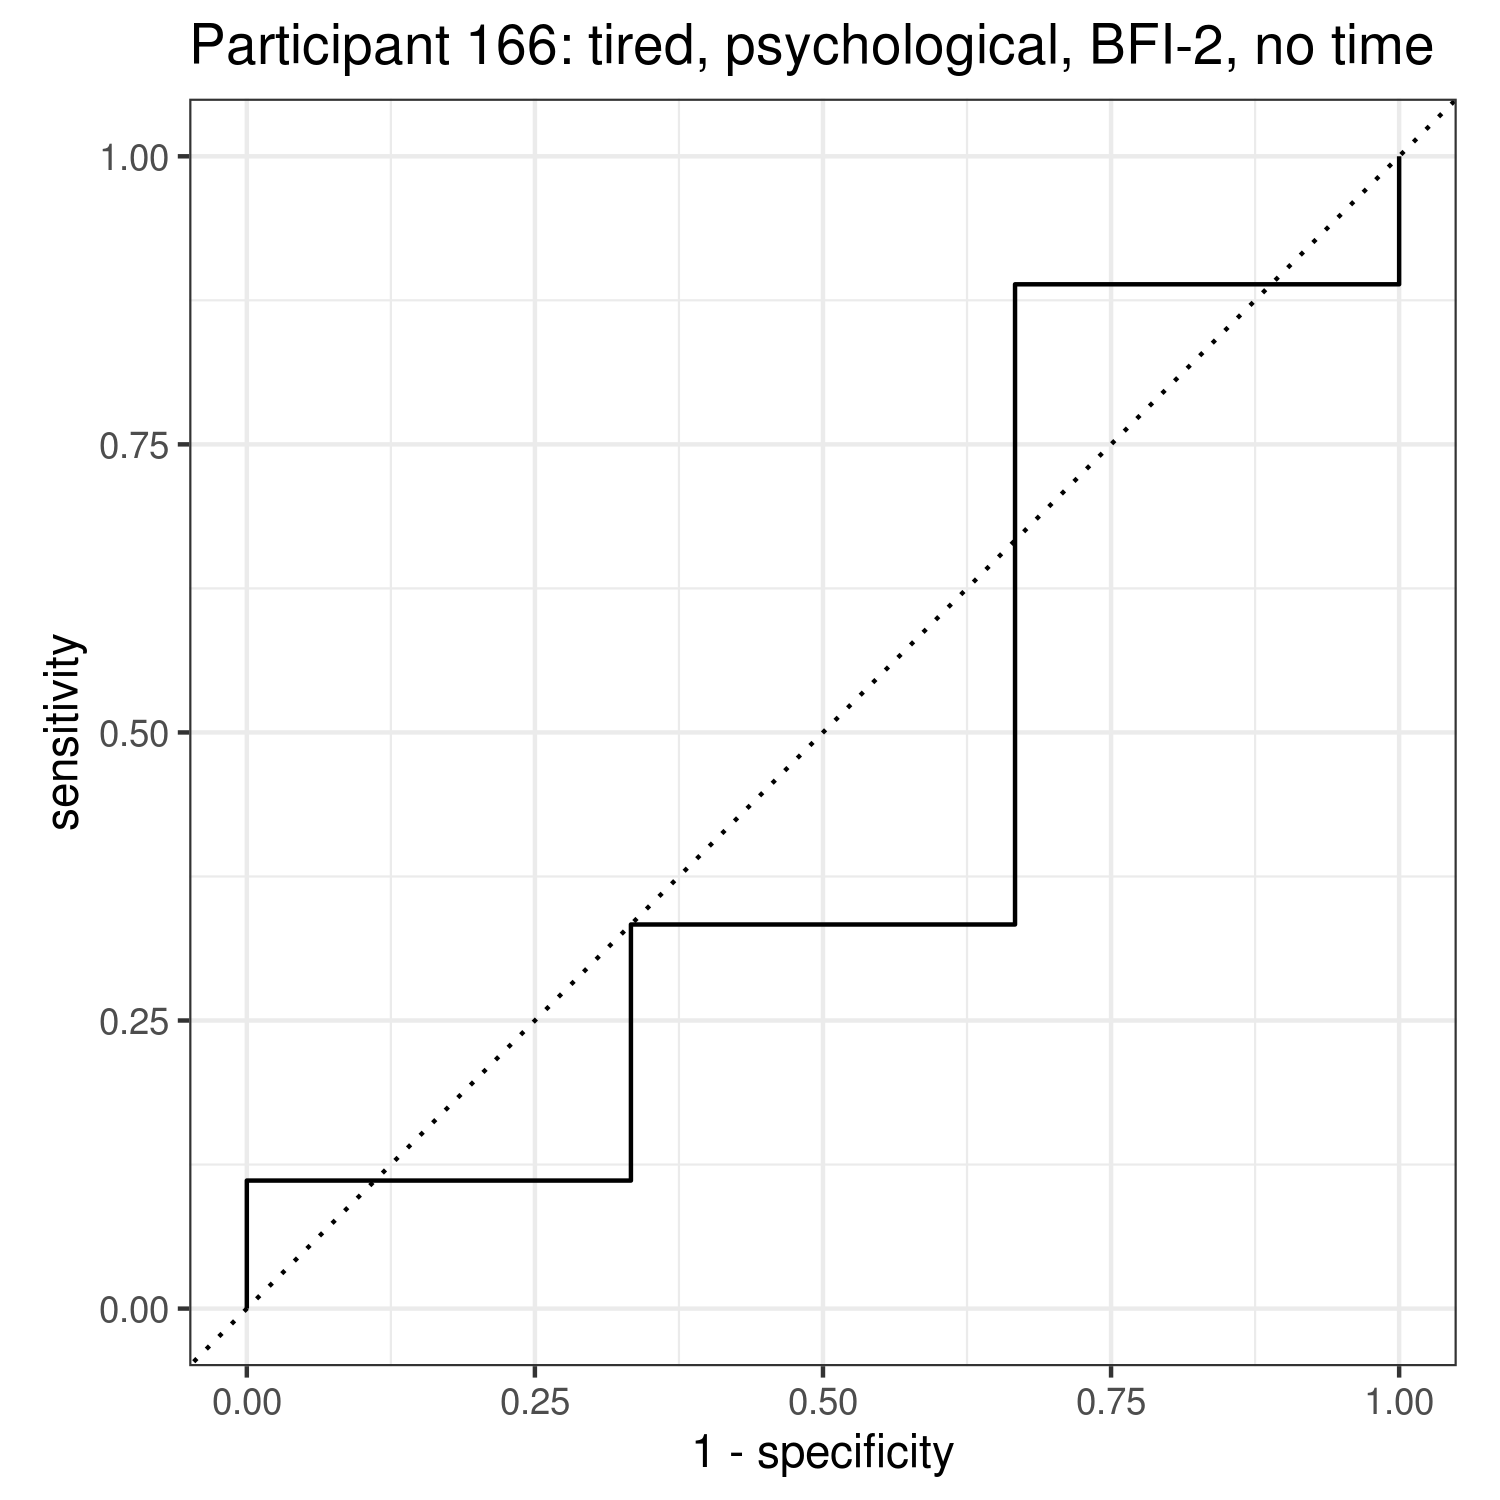 Participant 166: tired, psychological, BFI-2, no time
1.00
0.75
0.50
0.25
0.00
sensitivity
0.00 0.25 0.50 0.75 1.00
1 - specificity